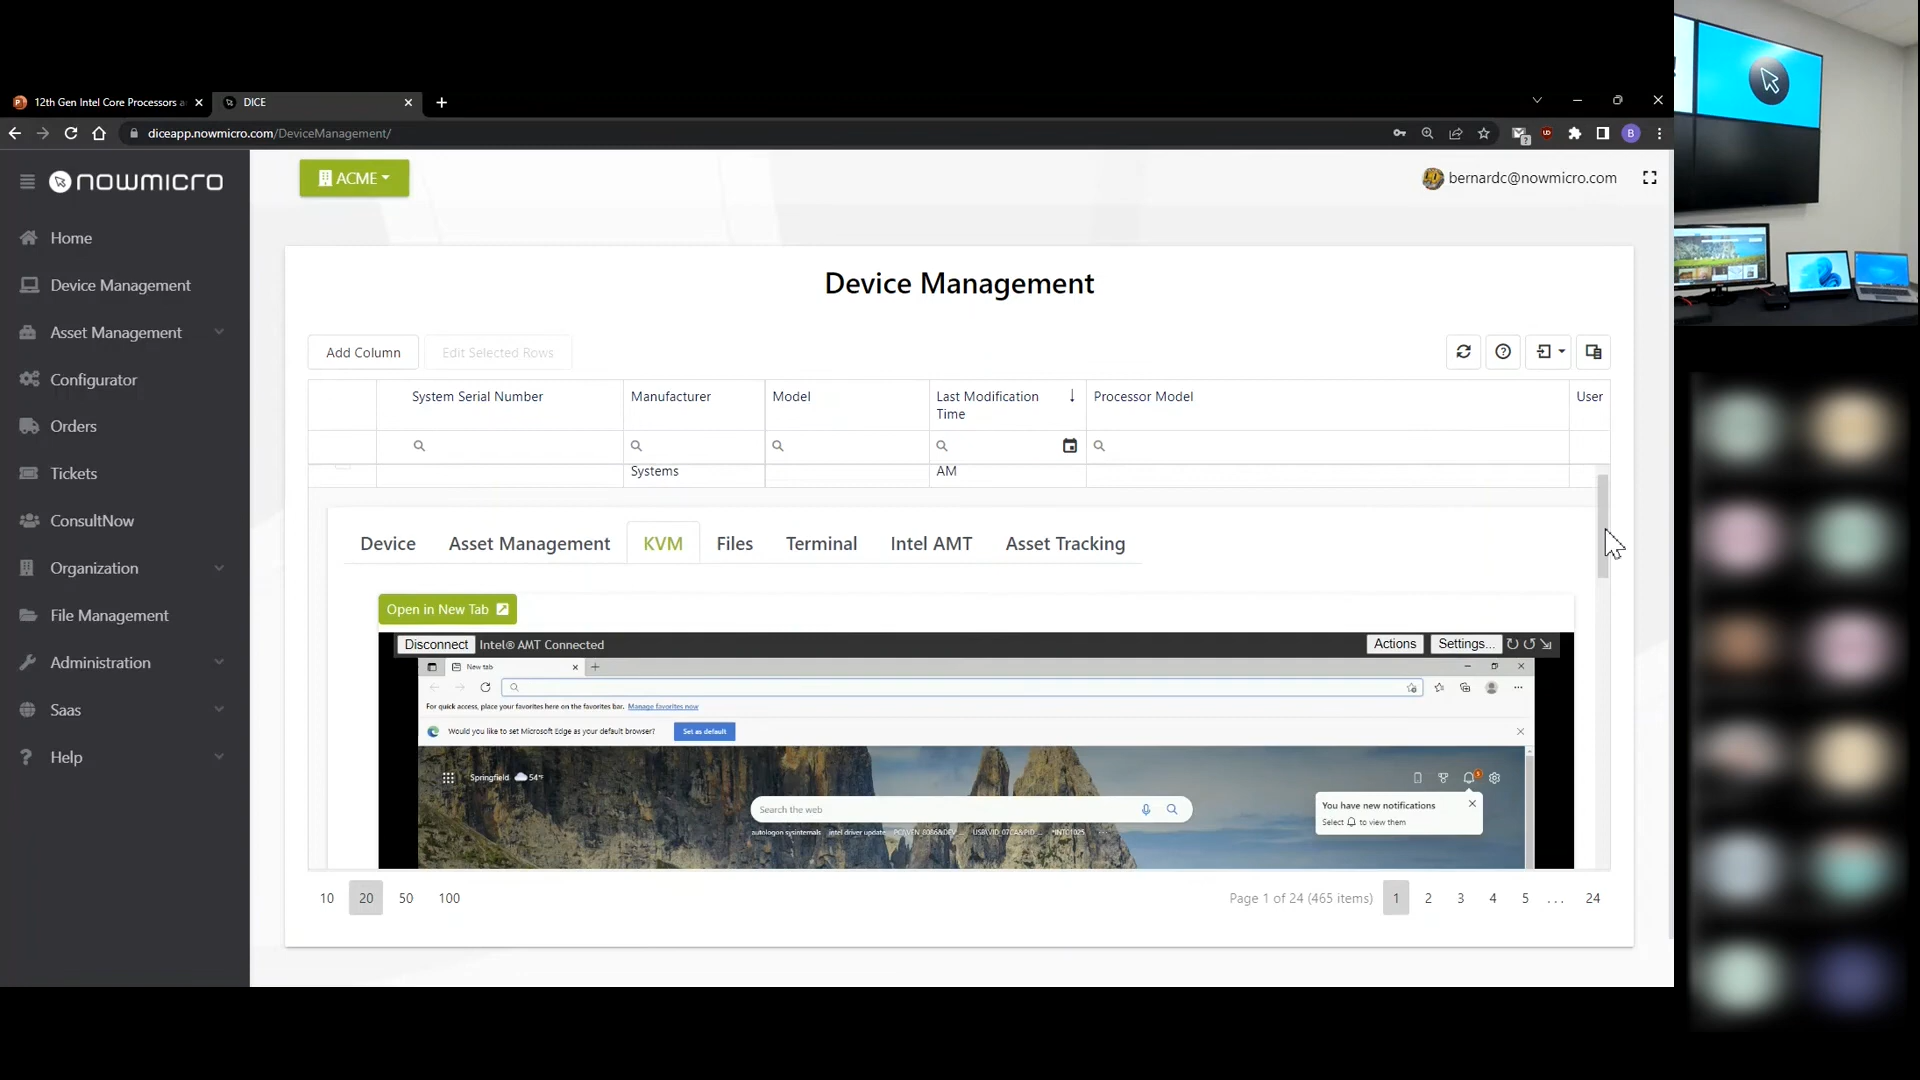 12th Gen Intel Core Processors a
DICE
diceapp.nowmicro.com/DeviceManagement/
B
nowmicro
ACME
bernardc@nowmicro.com
Home
Device Management
Asset Management
Configurator
Orders
Tickets
ConsultNow
Organization
File Management
Administration
Saas
Help
Device Management
Add Column
Edit Selected Rows
System Serial Number
Manufacturer
Model
Last Modification
Time
Processor Model
User
Systems
AM
Device
Asset Management
KVM
Files
Terminal
Intel AMT
Asset Tracking
Open in New Tab
Disconnect
Intel® AMT Connected
Actions
Settings...
New tab
For quick access, place your favorites here on the favorites bar. Manage favorites now
Would you like to set Microsoft Edge as your default browser?
Set as default
Springfield
54°F
Search the web
autologon sysinternals
intel driver update
You have new notifications
Select to view them
10
20
50
100
Page 1 of 24 (465 items)
1
2
3
4
5
...
24